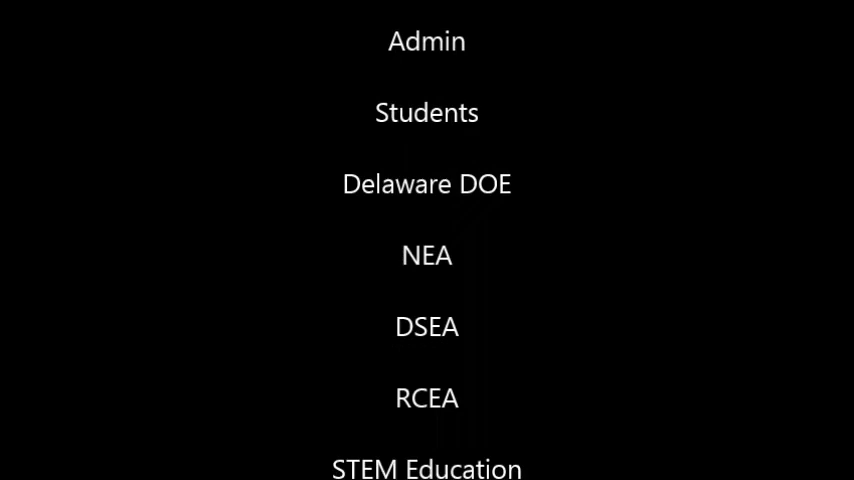 Admin
Students
Delaware DOE
NEA
DSEA
RCEA
STEM Education